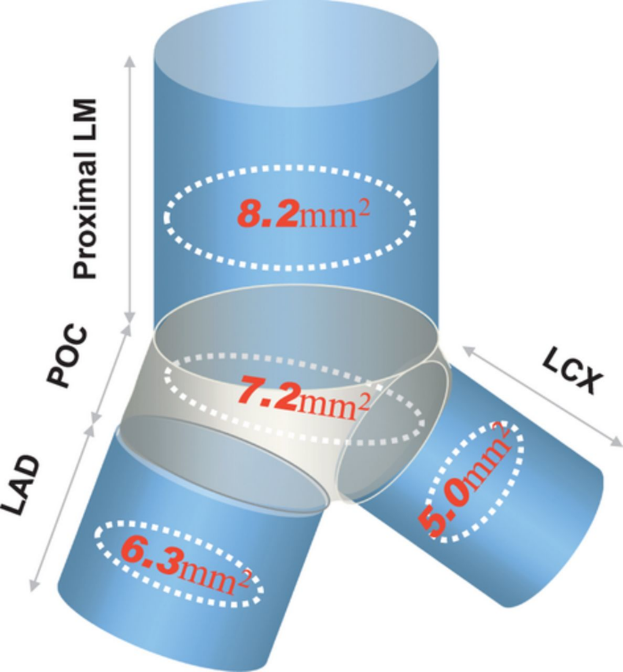 Proximal LM
8.2mm²
POC
7.2mm²
LCX
LAD
5.0mm²
6.3mm²